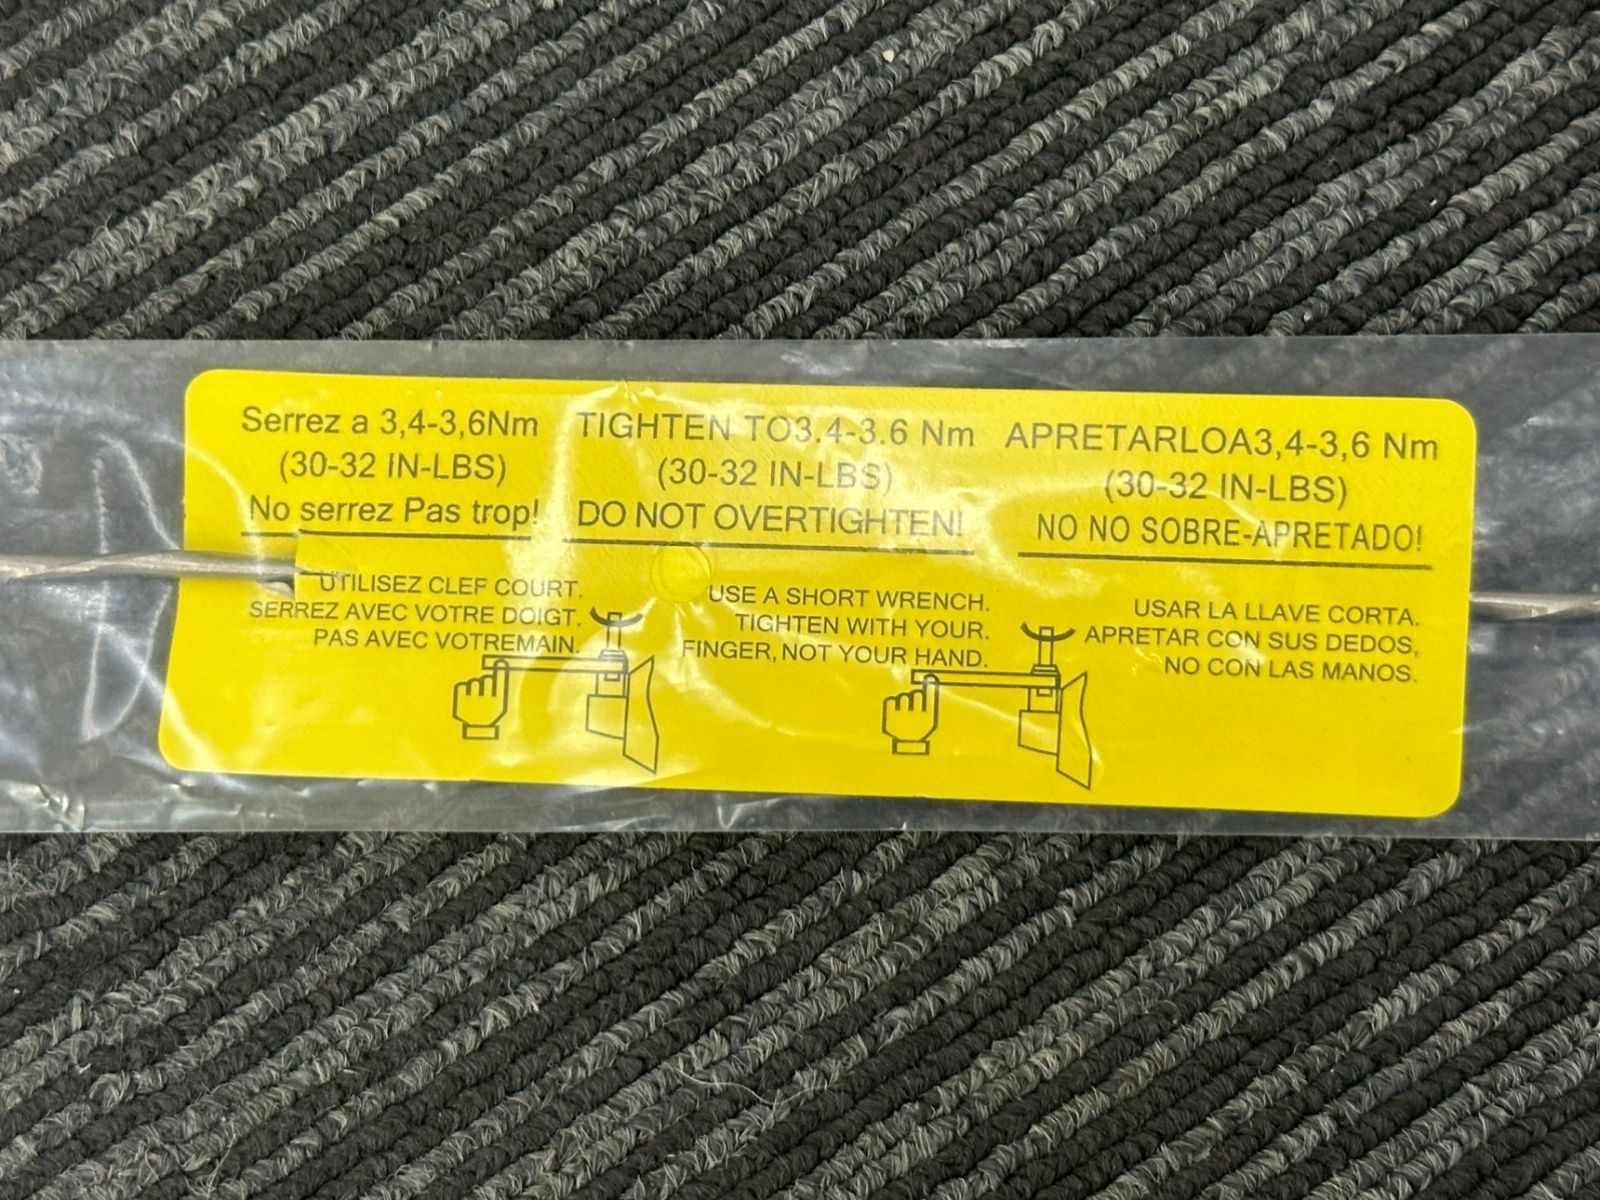 Serrez a 3,4-3,6Nm
(30-32 IN-LBS)
No serrez Pas trop!
UTILISEZ CLEF COURT.
SERREZ AVEC VOTRE DOIGT.
PAS AVEC VOTREMAIN.
TIGHTEN TO3.4-3.6 Nm
(30-32 IN-LBS)
DO NOT OVERTIGHTEN!
USE A SHORT WRENCH.
TIGHTEN WITH YOUR.
FINGER, NOT YOUR HAND.
APRETARLOA3,4-3,6 Nm
(30-32 IN-LBS)
NO NO SOBRE-APRETADO!
USAR LA LLAVE CORTA.
APRETAR CON SUS DEDOS,
NO CON LAS MANOS.